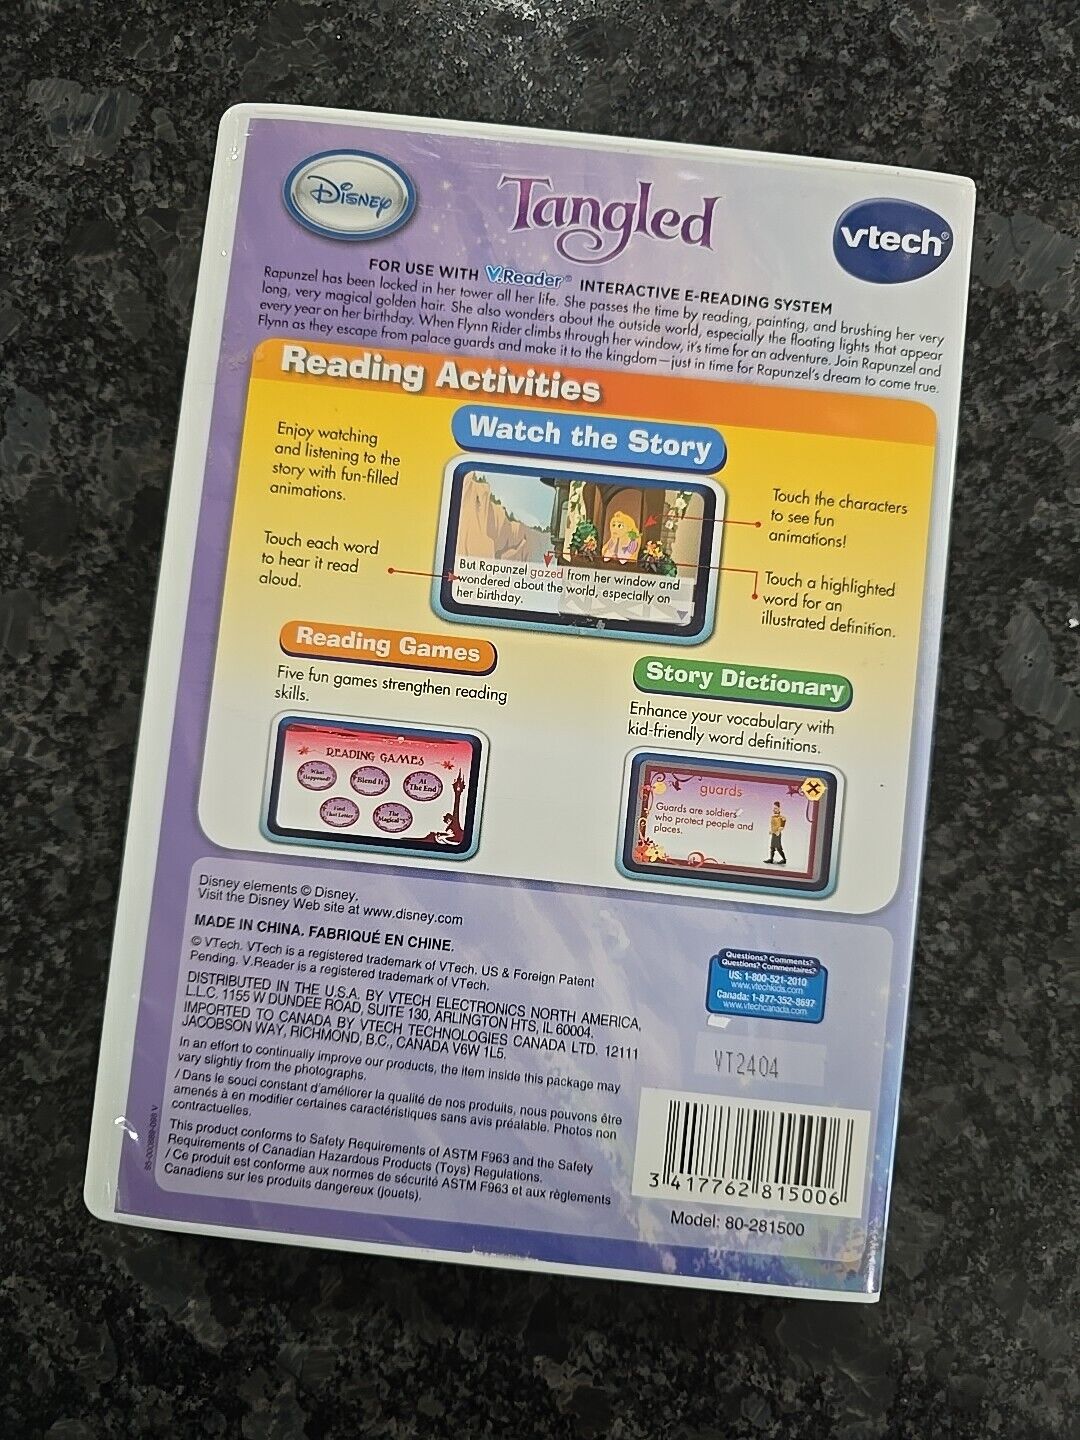 Disney
Tangled
vtech®
FOR USE WITH V.Reader® INTERACTIVE E-READING SYSTEM
Rapunzel has been locked in her tower all her life. She passes the time by reading, painting, and brushing her very
long, very magical golden hair. She also wonders about the outside world, especially the floating lights that appear
every year on her birthday. When Flynn Rider climbs through her window, it's time for an adventure. Join Rapunzel and
Flynn as they escape from palace guards and make it to the kingdom—just in time for Rapunzel's dream to come true.
Reading Activities
Watch the Story
Enjoy watching
and listening to the
story with fun-filled
animations.
Touch each word
to hear it read
aloud.
But Rapunzel gazed from her window and
wondered about the world, especially on
her birthday.
Touch the characters
to see fun
animations!
Touch a highlighted
word for an
illustrated definition.
Reading Games
Five fun games strengthen reading
skills.
READING GAMES
What
Happened?
Blend It
At
The End
Find
That Letter
The
Magical
Story Dictionary
Enhance your vocabulary with
kid-friendly word definitions.
guards
Guards are soldiers
who protect people and
places.
Disney elements © Disney.
Visit the Disney Web site at www.disney.com
MADE IN CHINA. FABRIQUÉ EN CHINE.
© VTech. VTech is a registered trademark of VTech. US & Foreign Patent
Pending. V.Reader is a registered trademark of VTech.
DISTRIBUTED IN THE U.S.A. BY VTECH ELECTRONICS NORTH AMERICA,
L.L.C. 1155 W DUNDEE ROAD, SUITE 130, ARLINGTON HTS, IL 60004.
IMPORTED TO CANADA BY VTECH TECHNOLOGIES CANADA LTD. 12111
JACOBSON WAY, RICHMOND, B.C., CANADA V6W 1L5.
In an effort to continually improve our products, the item inside this package may
vary slightly from the photographs.
/ Dans le souci constant d'améliorer la qualité de nos produits, nous pouvons être
amenés à en modifier certaines caractéristiques sans avis préalable. Photos non
contractuelles.
This product conforms to Safety Requirements of ASTM F963 and the Safety
Requirements of Canadian Hazardous Products (Toys) Regulations.
/ Ce produit est conforme aux normes de sécurité ASTM F963 et aux règlements
Canadiens sur les produits dangereux (jouets).
Questions? Comments?
Questions? Commentaires?
US: 1-800-521-2010
www.vtechkids.com
Canada: 1-877-352-8697
www.vtechcanada.com
VT2404
3 417762 815006
Model: 80-281500